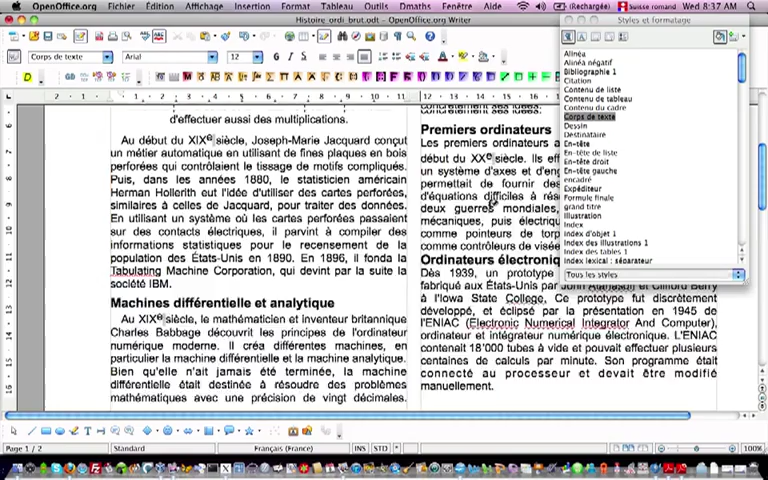 OpenOffice.org Fichier Édition Affichage Insertion Format Tableau Outils Fenêtre Aide (Rechargée) Suisse romand Wed 8:37 AM
Histoire_ordi_brut.odt - OpenOffice.org Writer
Corps de texte Arial 12 G I S
d'effectuer aussi des multiplications.
Au début du XIXe siècle, Joseph-Marie Jacquard conçut
un métier automatique en utilisant de fines plaques en bois
perforées qui contrôlaient le tissage de motifs compliqués.
Puis, dans les années 1880, le statisticien américain
Herman Hollerith eut l'idée d'utiliser des cartes perforées,
similaires à celles de Jacquard, pour traiter des données.
En utilisant un système où les cartes perforées passaient
sur des contacts électriques, il parvint à compiler des
informations statistiques pour le recensement de la
population des États-Unis en 1890. En 1896, il fonda la
Tabulating Machine Corporation, qui devint par la suite la
société IBM.
Machines différentielle et analytique
Au XIXe siècle, le mathématicien et inventeur britannique
Charles Babbage découvrit les principes de l'ordinateur
numérique moderne. Il créa différentes machines, en
particulier la machine différentielle et la machine analytique.
Bien qu'elle n'ait jamais été terminée, la machine
différentielle était destinée à résoudre des problèmes
mathématiques avec une précision de vingt décimales.
Premiers ordinateurs
Les premiers ordinateurs a
début du XXe siècle. Ils ef
un système d'axes et d'eng
permettait de fournir des
d'équations difficiles à rés
deux guerres mondiales,
mécaniques, puis électriqu
comme pointeurs de torp
comme contrôleurs de visée
Ordinateurs électroniq
Dès 1939, un prototype
fabriqué aux États-Unis par John Atanasoff et Clifford Berry
à l'Iowa State College. Ce prototype fut discrètement
développé, et éclipsé par la présentation en 1945 de
l'ENIAC (Electronic Numerical Integrator And Computer),
ordinateur et intégrateur numérique électronique. L'ENIAC
contenait 18'000 tubes à vide et pouvait effectuer plusieurs
centaines de calculs par minute. Son programme était
connecté au processeur et devait être modifié
manuellement.
Styles et formatage
Alinéa
Alinéa négatif
Bibliographie 1
Citation
Contenu de liste
Contenu de tableau
Contenu du cadre
Corps de texte
Dessin
Destinataire
En-tête
En-tête de liste
En-tête droit
En-tête gauche
encadré
Expéditeur
Formule finale
grand titre
Illustration
Index
Index d'objet 1
Index des illustrations 1
Index des tables 1
Index lexical : séparateur
Tous les styles
Page 1 / 2 Standard Français (France) INS STD * 100%